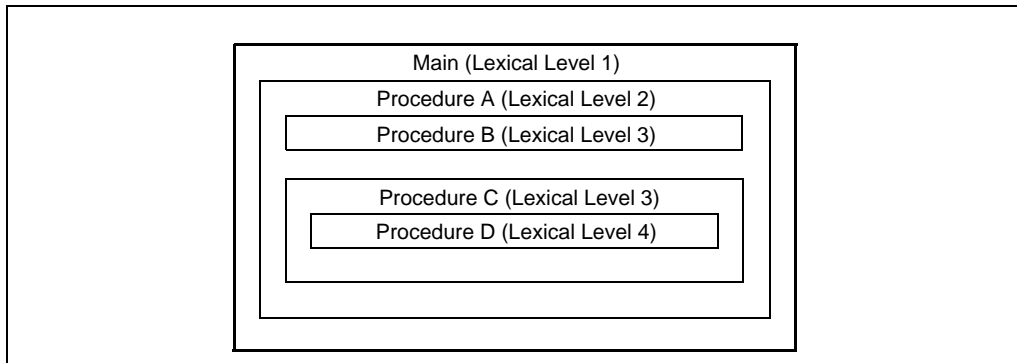 Main (Lexical Level 1)
Procedure A (Lexical Level 2)
Procedure B (Lexical Level 3)
Procedure C (Lexical Level 3)
Procedure D (Lexical Level 4)